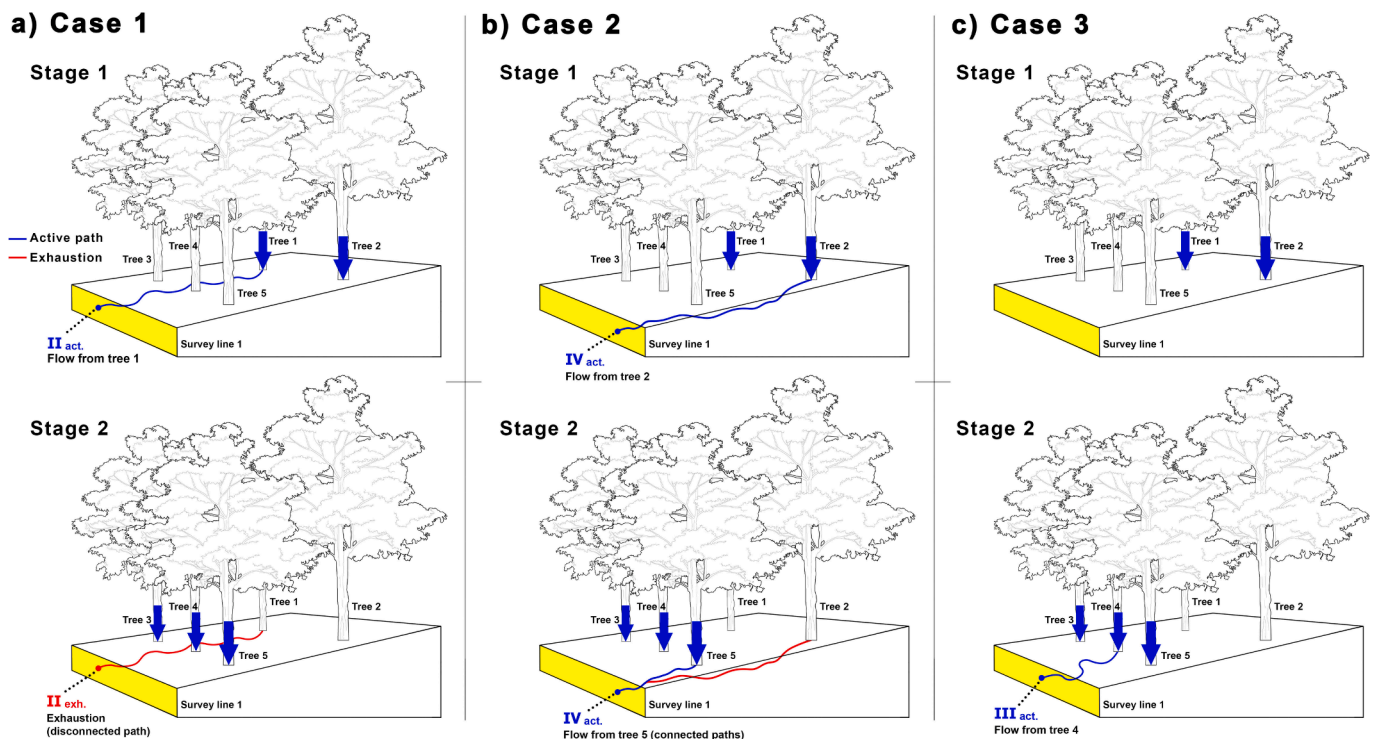 a) Case 1
Stage 1
Active path
Exhaustion
Tree 3
Tree 4
Tree 1
Tree 2
Tree 5
Survey line 1
II act.
Flow from tree 1
Stage 2
Tree 3
Tree 4
Tree 1
Tree 2
Tree 5
Survey line 1
II exh.
Exhaustion
(disconnected path)
b) Case 2
Stage 1
Tree 3
Tree 4
Tree 1
Tree 2
Tree 5
Survey line 1
IV act.
Flow from tree 2
Stage 2
Tree 3
Tree 4
Tree 1
Tree 2
Tree 5
Survey line 1
IV act.
Flow from tree 5 (connected paths)
c) Case 3
Stage 1
Tree 3
Tree 4
Tree 1
Tree 2
Tree 5
Survey line 1
Stage 2
Tree 3
Tree 4
Tree 1
Tree 2
Tree 5
Survey line 1
III act.
Flow from tree 4